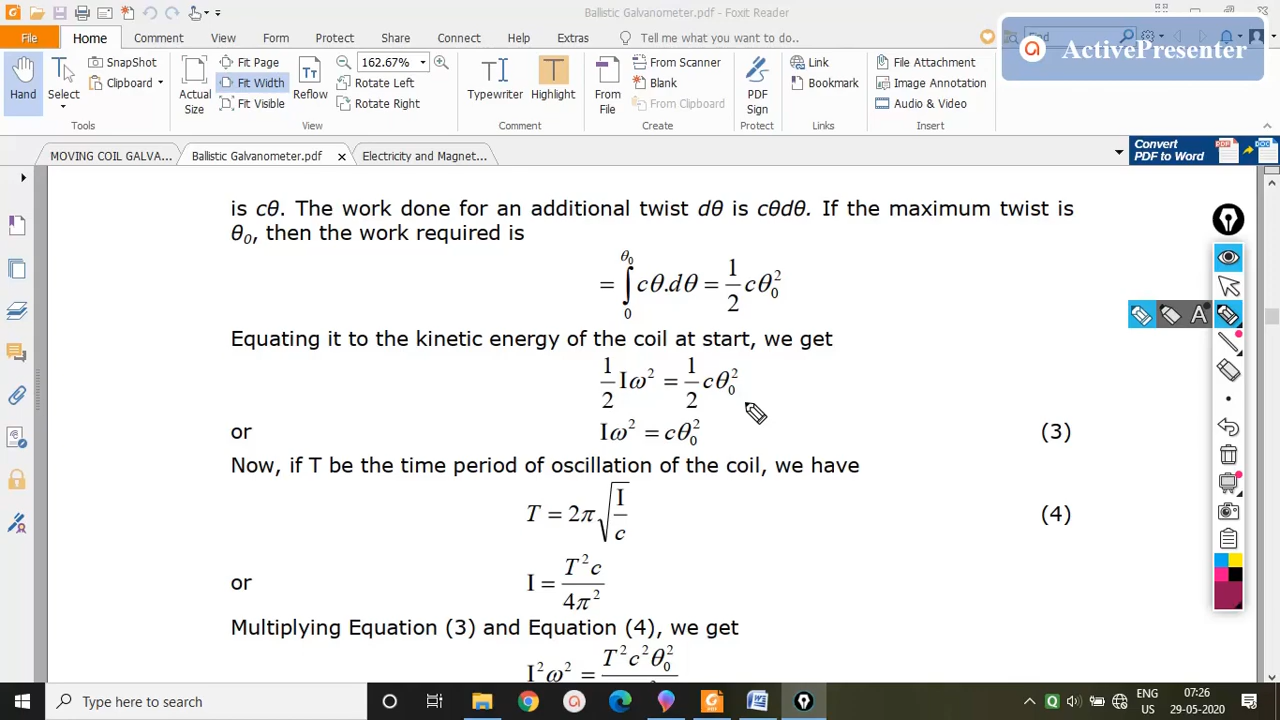 Ballistic Galvanometer.pdf - Foxit Reader
File Home Comment View Form Protect Share Connect Help Extras Tell me what you want to do.. Find
ActivePresenter
Hand
Select
SnapShot
Clipboard
Tools
Actual Size
Fit Page
Fit Width
Fit Visible
Reflow
162.67%
Rotate Left
Rotate Right
View
Typewriter
Highlight
Comment
From File
From Scanner
Blank
From Clipboard
Create
PDF Sign
Protect
Link
Bookmark
Links
File Attachment
Image Annotation
Audio & Video
Insert
MOVING COIL GALVA... Ballistic Galvanometer.pdf Electricity and Magnet...
Convert PDF to Word PDF DOC
is cθ. The work done for an additional twist dθ is cθdθ. If the maximum twist is
θ₀, then the work required is
= ∫₀^θ₀ cθ.dθ = 1/2 cθ₀²
Equating it to the kinetic energy of the coil at start, we get
1/2 Iω² = 1/2 cθ₀²
or Iω² = cθ₀² (3)
Now, if T be the time period of oscillation of the coil, we have
T = 2π √(I/c) (4)
or I = T²c / 4π²
Multiplying Equation (3) and Equation (4), we get
I²ω² = T²c²θ₀²
A
Type here to search
ENG
07:26
29-05-2020